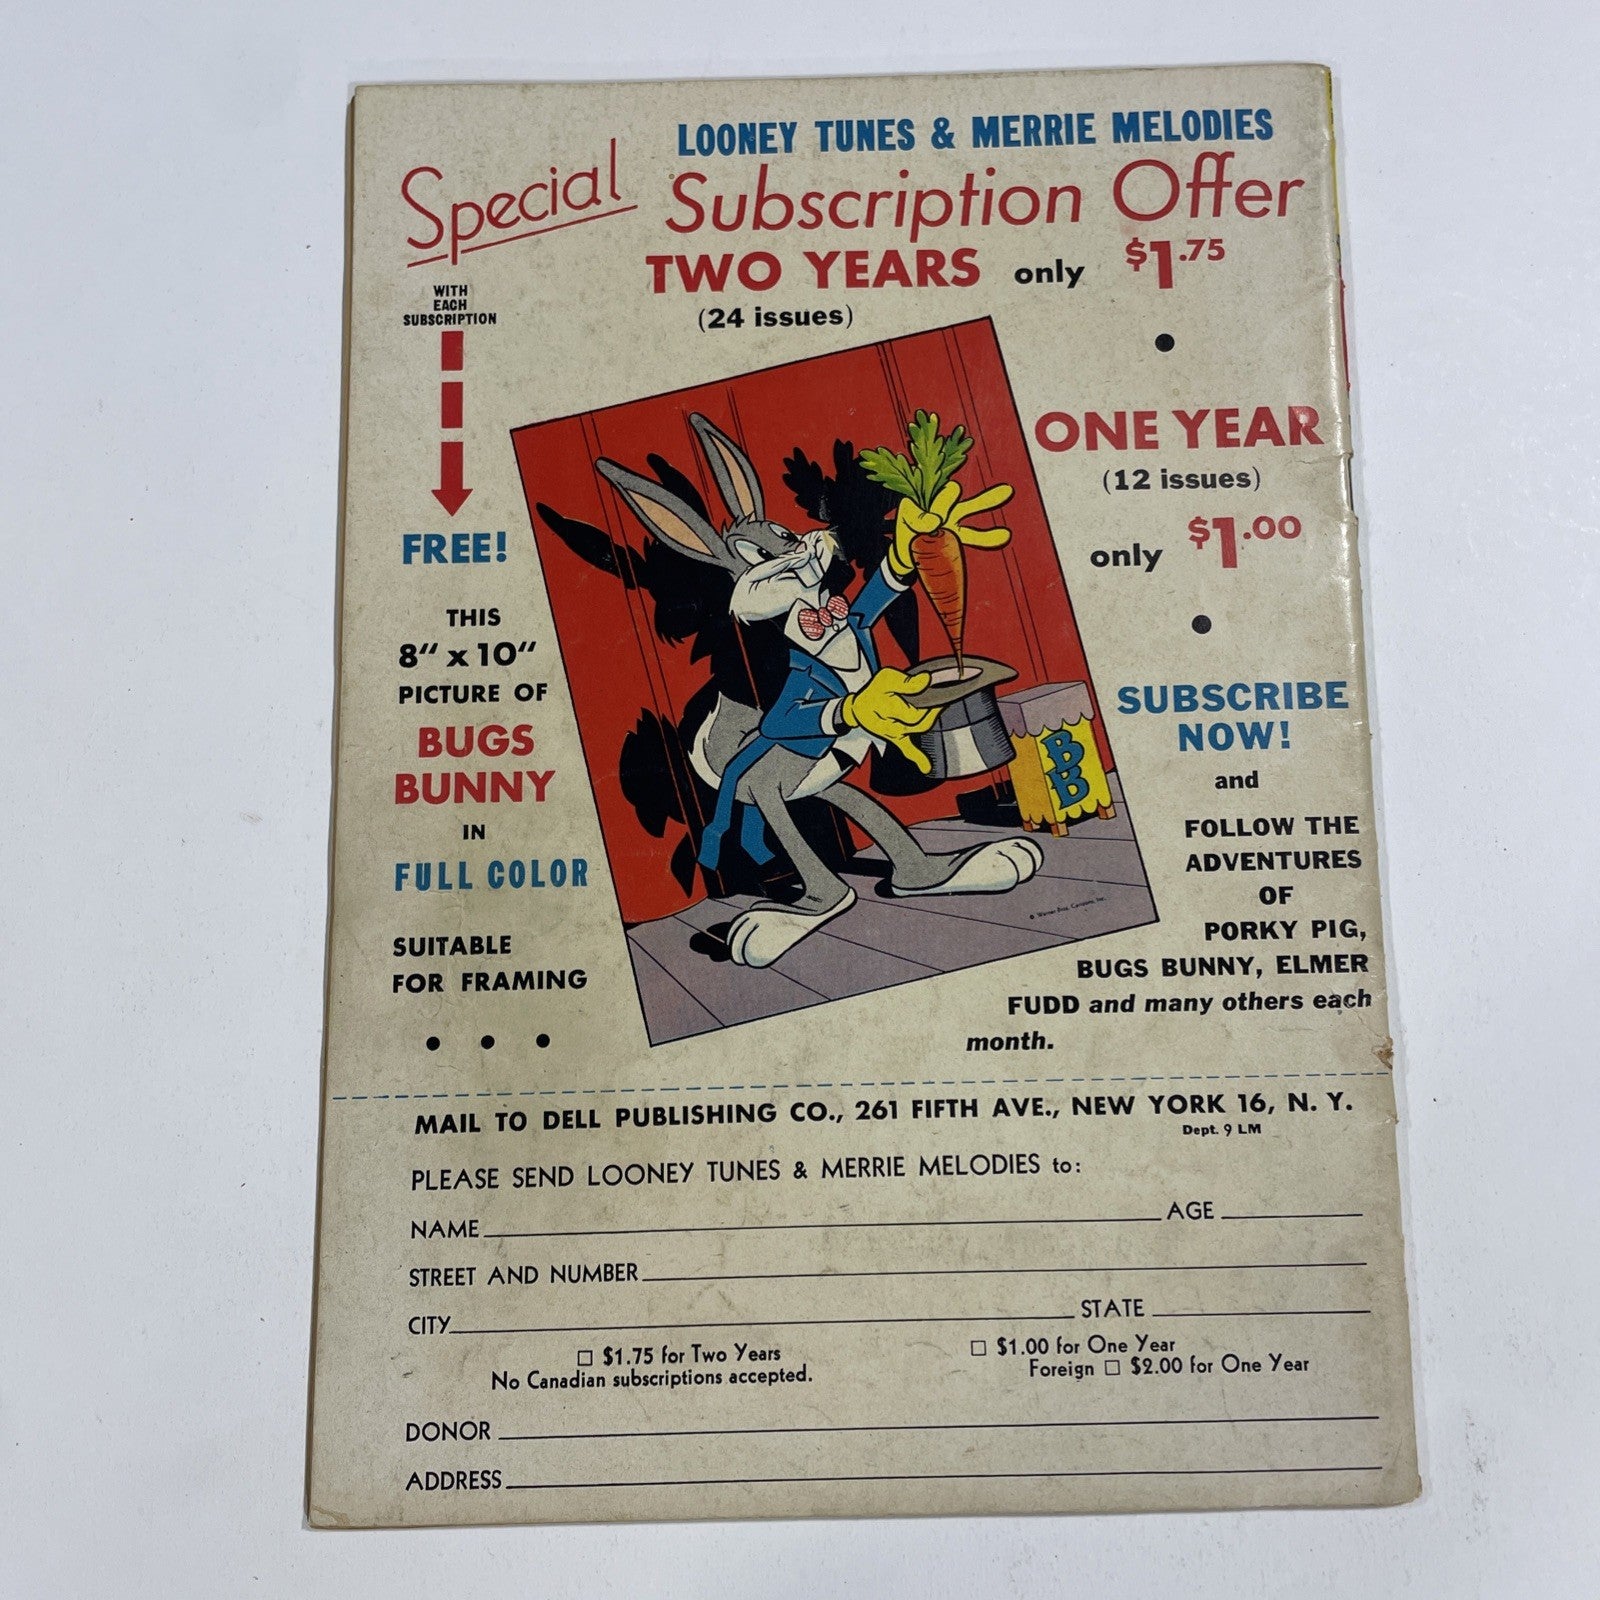 LOONEY TUNES & MERRIE MELODIES
Special Subscription Offer
TWO YEARS only $1.75
(24 issues)
WITH
EACH
SUBSCRIPTION
FREE!
THIS
8" x 10"
PICTURE OF
BUGS
BUNNY
IN
FULL COLOR
SUITABLE
FOR FRAMING
BB
© Warner Bros. Cartoons, Inc.
ONE YEAR
(12 issues)
only $1.00
SUBSCRIBE
NOW!
and
FOLLOW THE
ADVENTURES
OF
PORKY PIG,
BUGS BUNNY, ELMER
FUDD and many others each
month.
MAIL TO DELL PUBLISHING CO., 261 FIFTH AVE., NEW YORK 16, N. Y.
Dept. 9 LM
PLEASE SEND LOONEY TUNES & MERRIE MELODIES to:
NAME AGE
STREET AND NUMBER
CITY STATE
$1.75 for Two Years $1.00 for One Year
No Canadian subscriptions accepted. Foreign $2.00 for One Year
DONOR
ADDRESS